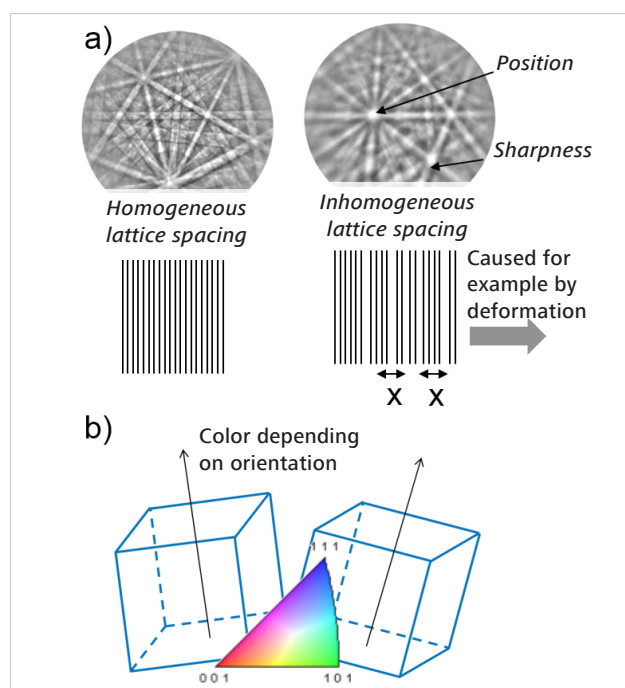 a)
Position
Sharpness
Homogeneous
lattice spacing
Inhomogeneous
lattice spacing
Caused for
example by
deformation
X
X
b)
Color depending
on orientation
1 1 1
0 0 1
1 0 1